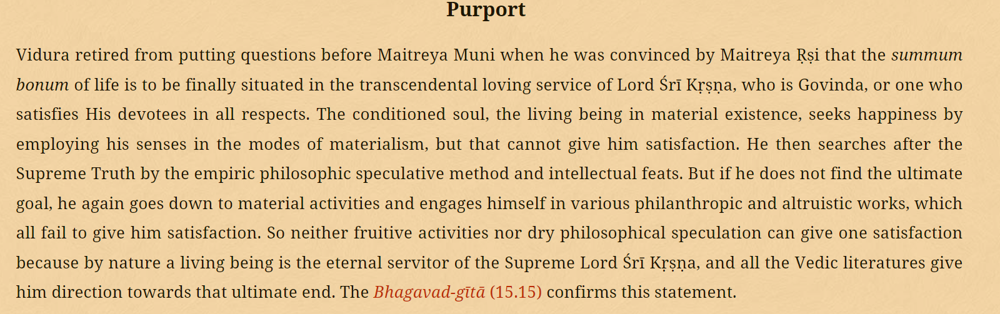 Purport
Vidura retired from putting questions before Maitreya Muni when he was convinced by Maitreya Ṛṣi that the summum
bonum of life is to be finally situated in the transcendental loving service of Lord Śrī Kṛṣṇa, who is Govinda, or one who
satisfies His devotees in all respects. The conditioned soul, the living being in material existence, seeks happiness by
employing his senses in the modes of materialism, but that cannot give him satisfaction. He then searches after the
Supreme Truth by the empiric philosophic speculative method and intellectual feats. But if he does not find the ultimate
goal, he again goes down to material activities and engages himself in various philanthropic and altruistic works, which
all fail to give him satisfaction. So neither fruitive activities nor dry philosophical speculation can give one satisfaction
because by nature a living being is the eternal servitor of the Supreme Lord Śrī Kṛṣṇa, and all the Vedic literatures give
him direction towards that ultimate end. The Bhagavad-gītā (15.15) confirms this statement.